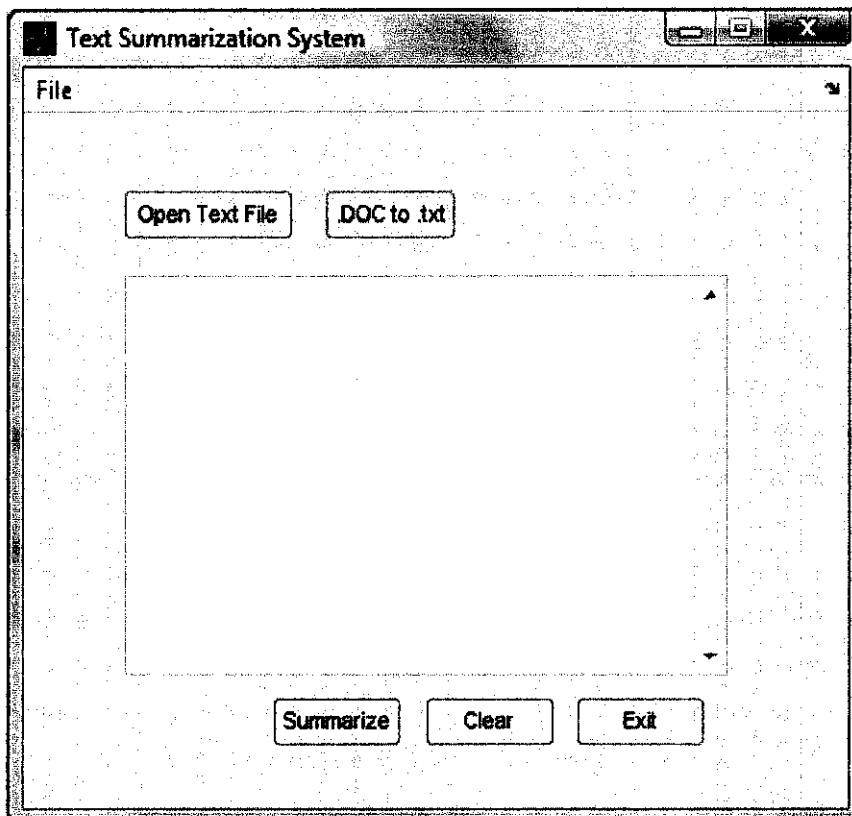 Text Summarization System
File
Open Text File .DOC to .txt
Summarize Clear Exit